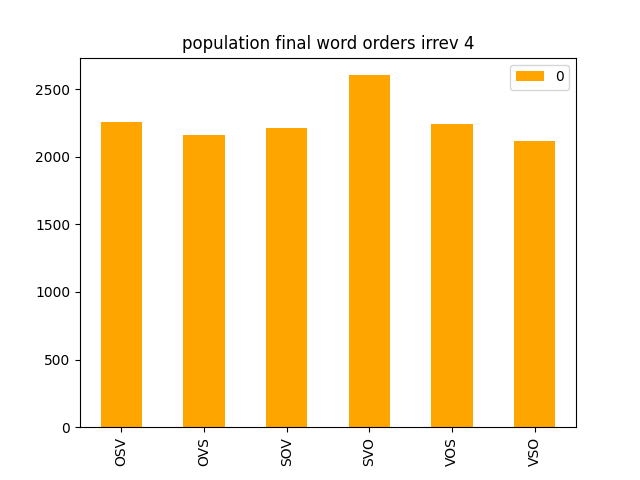 population final word orders irrev 4
0
2500
2000
1500
1000
500
0
OSV
OVS
SOV
SVO
VOS
VSO